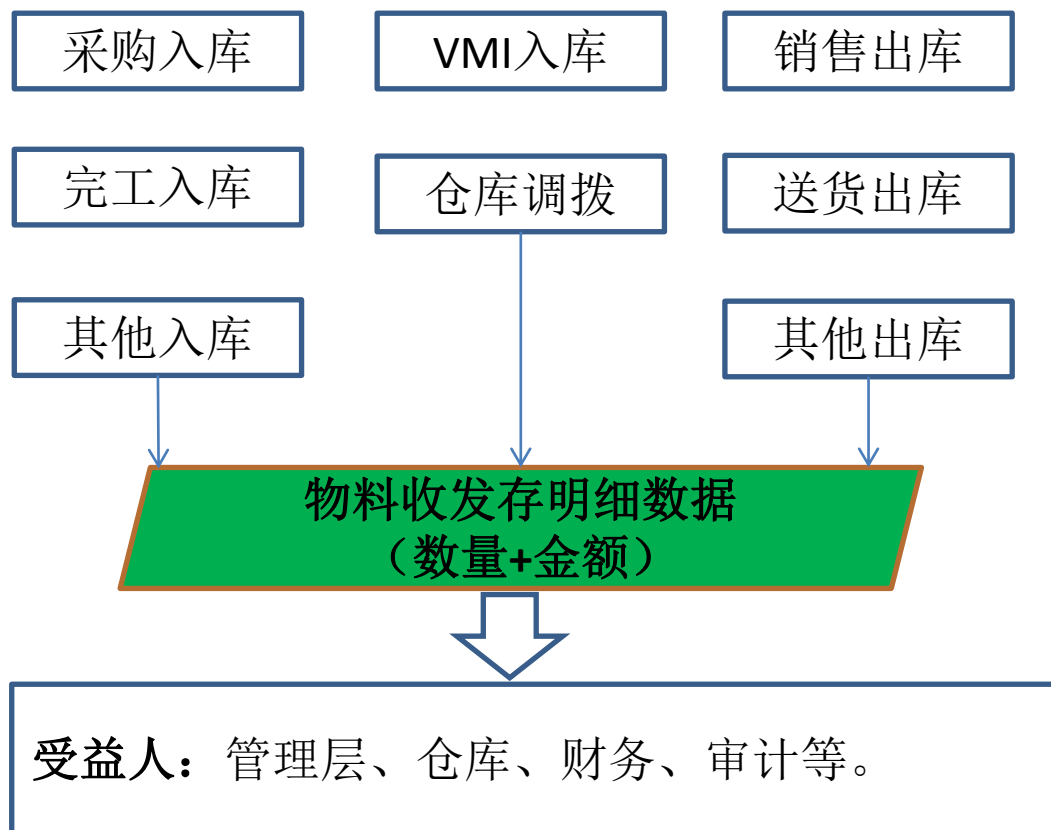 采购入库
VMI入库
销售出库
完工入库
仓库调拨
送货出库
其他入库
其他出库
物料收发存明细数据
（数量+金额）
受益人：管理层、仓库、财务、审计等。